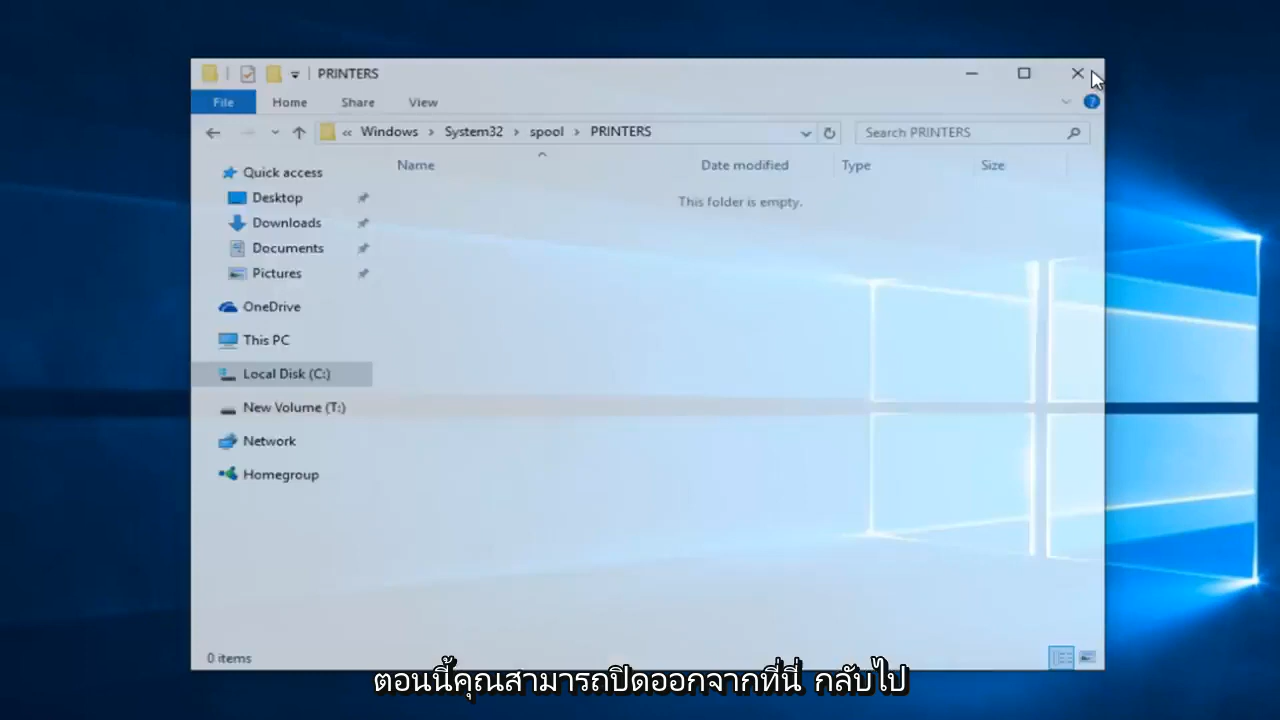 PRINTERS
File Home Share View
« Windows › System32 › spool › PRINTERS
Search PRINTERS
Name Date modified Type Size
This folder is empty.
Quick access
Desktop
Downloads
Documents
Pictures
OneDrive
This PC
Local Disk (C:)
New Volume (T:)
Network
Homegroup
0 items
ตอนนี้คุณสามารถปิดออกจากที่นี่ กลับไป